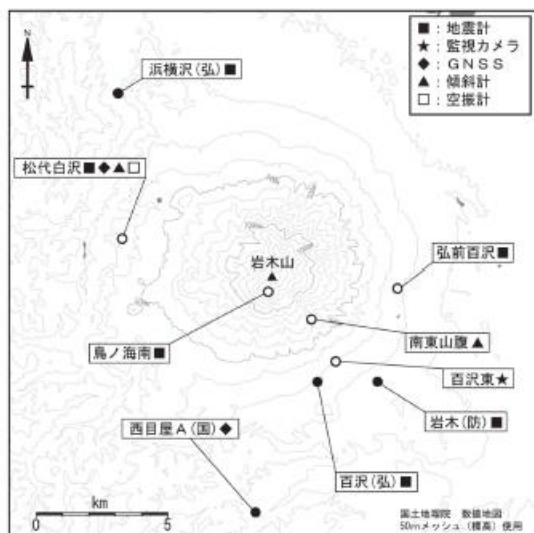 ■：地震計
★：監視カメラ
◆：GNSS
▲：傾斜計
□：空振計
N
浜横沢(弘)■
松代白沢■◆▲□
岩木山
弘前百沢■
鳥ノ海南■
南東山腹▲
百沢東★
西目屋A(国)◆
岩木(防)■
百沢(弘)■
km
0 5
国土地理院 数値地図
50mメッシュ(標高)使用